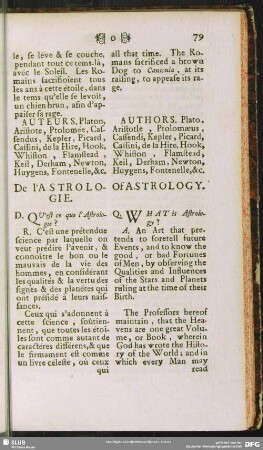 79
le, se léve & se couche,
pendant tout ce tems-là,
avec le Soleil. Les Ro-
mains sacrifioient tous
les ans à cette étoile, dans
le tems qu'elle se levoit,
un chien brun, afin d'ap-
paiser sa rage.
AUTEURS. Platon,
Aristote, Ptolomée, Cas-
sendus, Kepler, Picard,
Cassini, de la Hire, Hook,
Whiston, Flamstead,
Keil, Derham, Newton,
Huygens, Fontenelle, &c.
De l'ASTROLO-
GIE.
D. QU'est ce que l'Astrolo-
gie?
R. C'est une prétendue
science par laquelle on
veut prédire l'avenir, &
connoitre le bon ou le
mauvais de la vie des
hommes, en considérant
les qualités & la vertu des
signes & des planètes qui
ont présidé à leurs nais-
sances.
Ceux qui s'adonnent à
cette science, soutien-
nent, que toutes les étoi-
les sont comme autant de
caractères différens, & que
le firmament est comme
un livre céleste, où ceux
qui
all that time. The Ro-
mans sacrificed a brown
Dog to Canicula, at its
raising, to appease its ra-
ge.
AUTHORS. Plato,
Aristotle, Ptolomæus,
Cassendi, Kepler, Picard,
Cassini, de la Hire, Hook,
Whiston, Flamstead,
Keil, Derham, Newton,
Huygens, Fontenelle, &c.
Of ASTROLOGY.
Q. WHAT is Astrolo-
gy?
A. An Art that pre-
tends to foretell future
Events, and to know the
good, or bad Fortunes
of Men, by observing the
Qualities and Influences
of the Stars and Planets
ruling at the time of their
Birth.
The Professors hereof
maintain, that the Hea-
vens are one great Volu-
me, or Book, wherein
God has wrote the Histo-
ry of the World; and in
which every Man may
read
SLUB
DFG